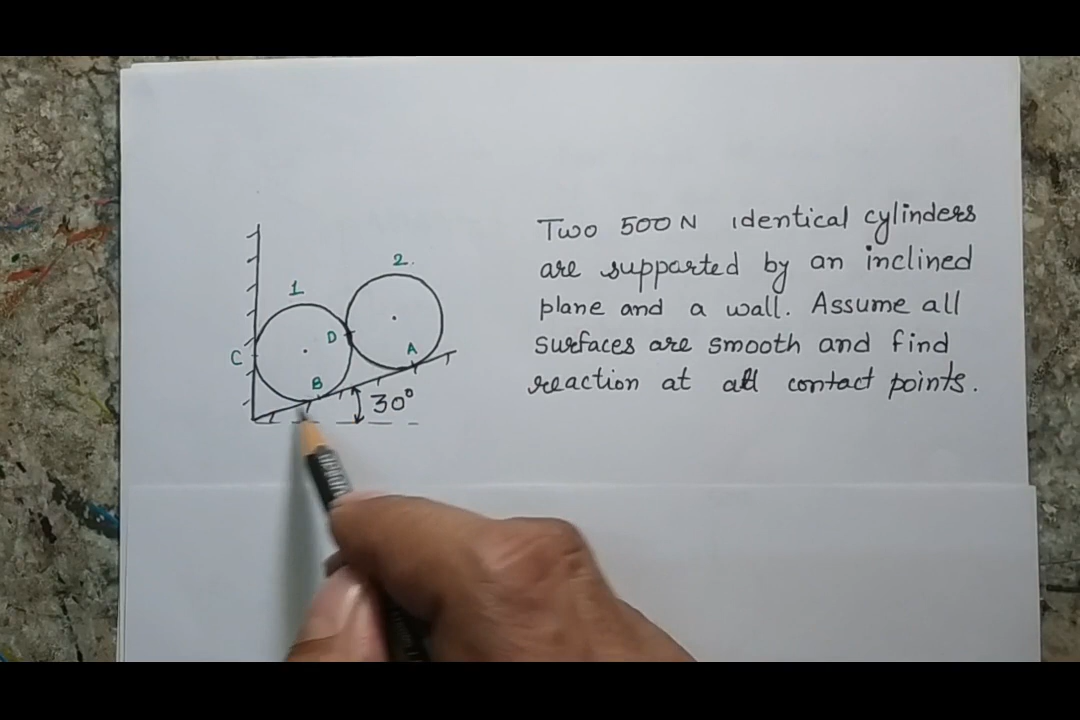 Two 500N identical cylinders
are supported by an inclined
plane and a wall. Assume all
surfaces are smooth and find
reaction at all contact points.
1
2.
C
D
A
B
30°